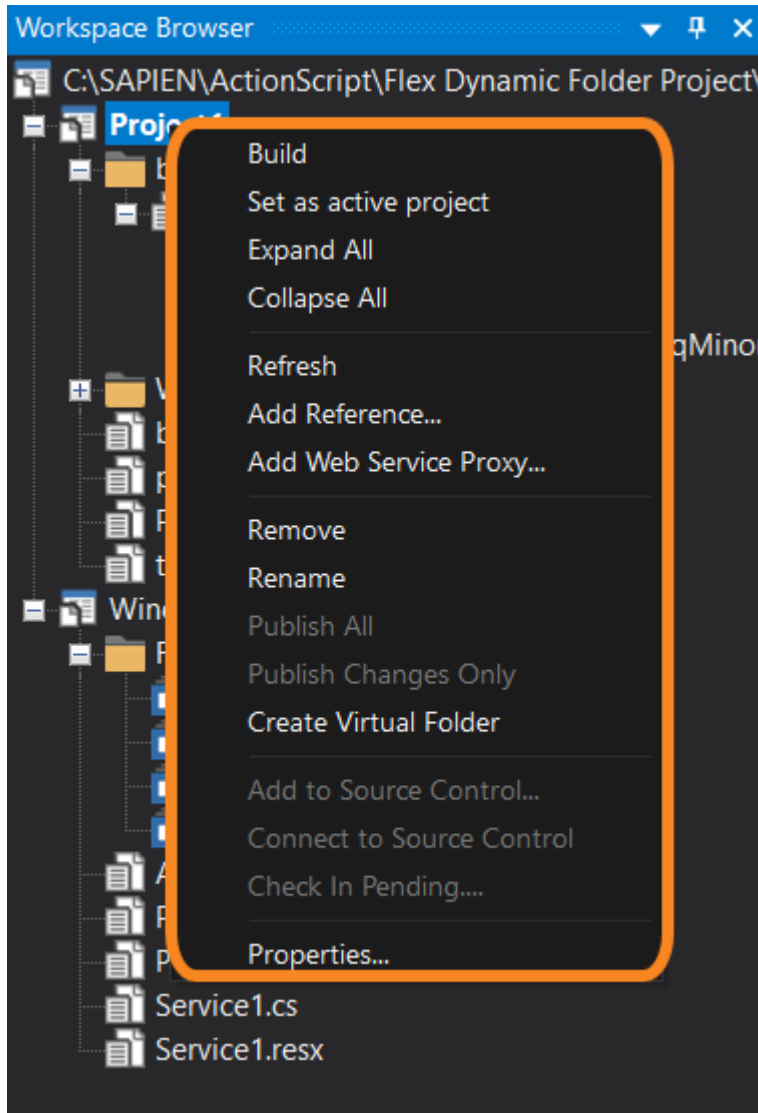 Workspace Browser
C:\SAPIEN\ActionScript\Flex Dynamic Folder Project\
Project1
Build
Set as active project
Expand All
Collapse All
Refresh
Add Reference...
Add Web Service Proxy...
Remove
Rename
Publish All
Publish Changes Only
Create Virtual Folder
Add to Source Control...
Connect to Source Control
Check In Pending....
Properties...
Service1.cs
Service1.resx